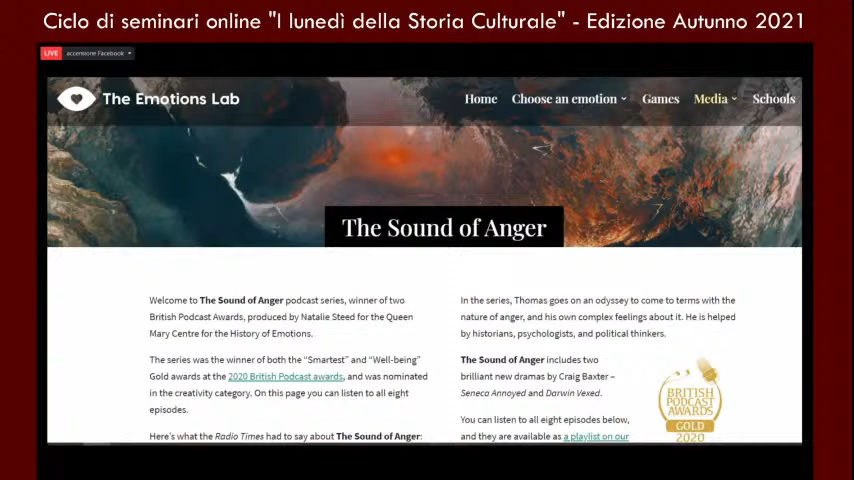 Ciclo di seminari online "I lunedì della Storia Culturale" - Edizione Autunno 2021
LIVE accensione Facebook
The Emotions Lab
Home Choose an emotion Games Media Schools
The Sound of Anger
Welcome to The Sound of Anger podcast series, winner of two
British Podcast Awards, produced by Natalie Steed for the Queen
Mary Centre for the History of Emotions.
The series was the winner of both the “Smartest” and “Well-being”
Gold awards at the 2020 British Podcast awards, and was nominated
in the creativity category. On this page you can listen to all eight
episodes.
Here's what the Radio Times had to say about The Sound of Anger:
In the series, Thomas goes on an odyssey to come to terms with the
nature of anger, and his own complex feelings about it. He is helped
by historians, psychologists, and political thinkers.
The Sound of Anger includes two
brilliant new dramas by Craig Baxter –
Seneca Annoyed and Darwin Vexed.
You can listen to all eight episodes below,
and they are available as a playlist on our
BRITISH
PODCAST
AWARDS
GOLD
2020